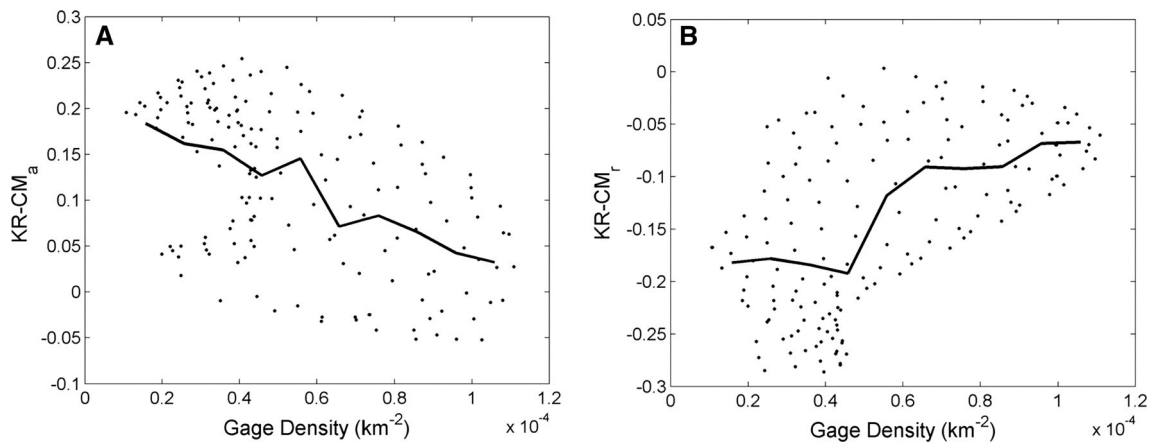 A
0.3
0.25
0.2
0.15
0.1
0.05
0
-0.05
-0.1
KR-CMa
0 0.2 0.4 0.6 0.8 1 1.2
x 10-4
Gage Density (km-2)
B
0.05
0
-0.05
-0.1
-0.15
-0.2
-0.25
-0.3
KR-CMr
0 0.2 0.4 0.6 0.8 1 1.2
x 10-4
Gage Density (km-2)